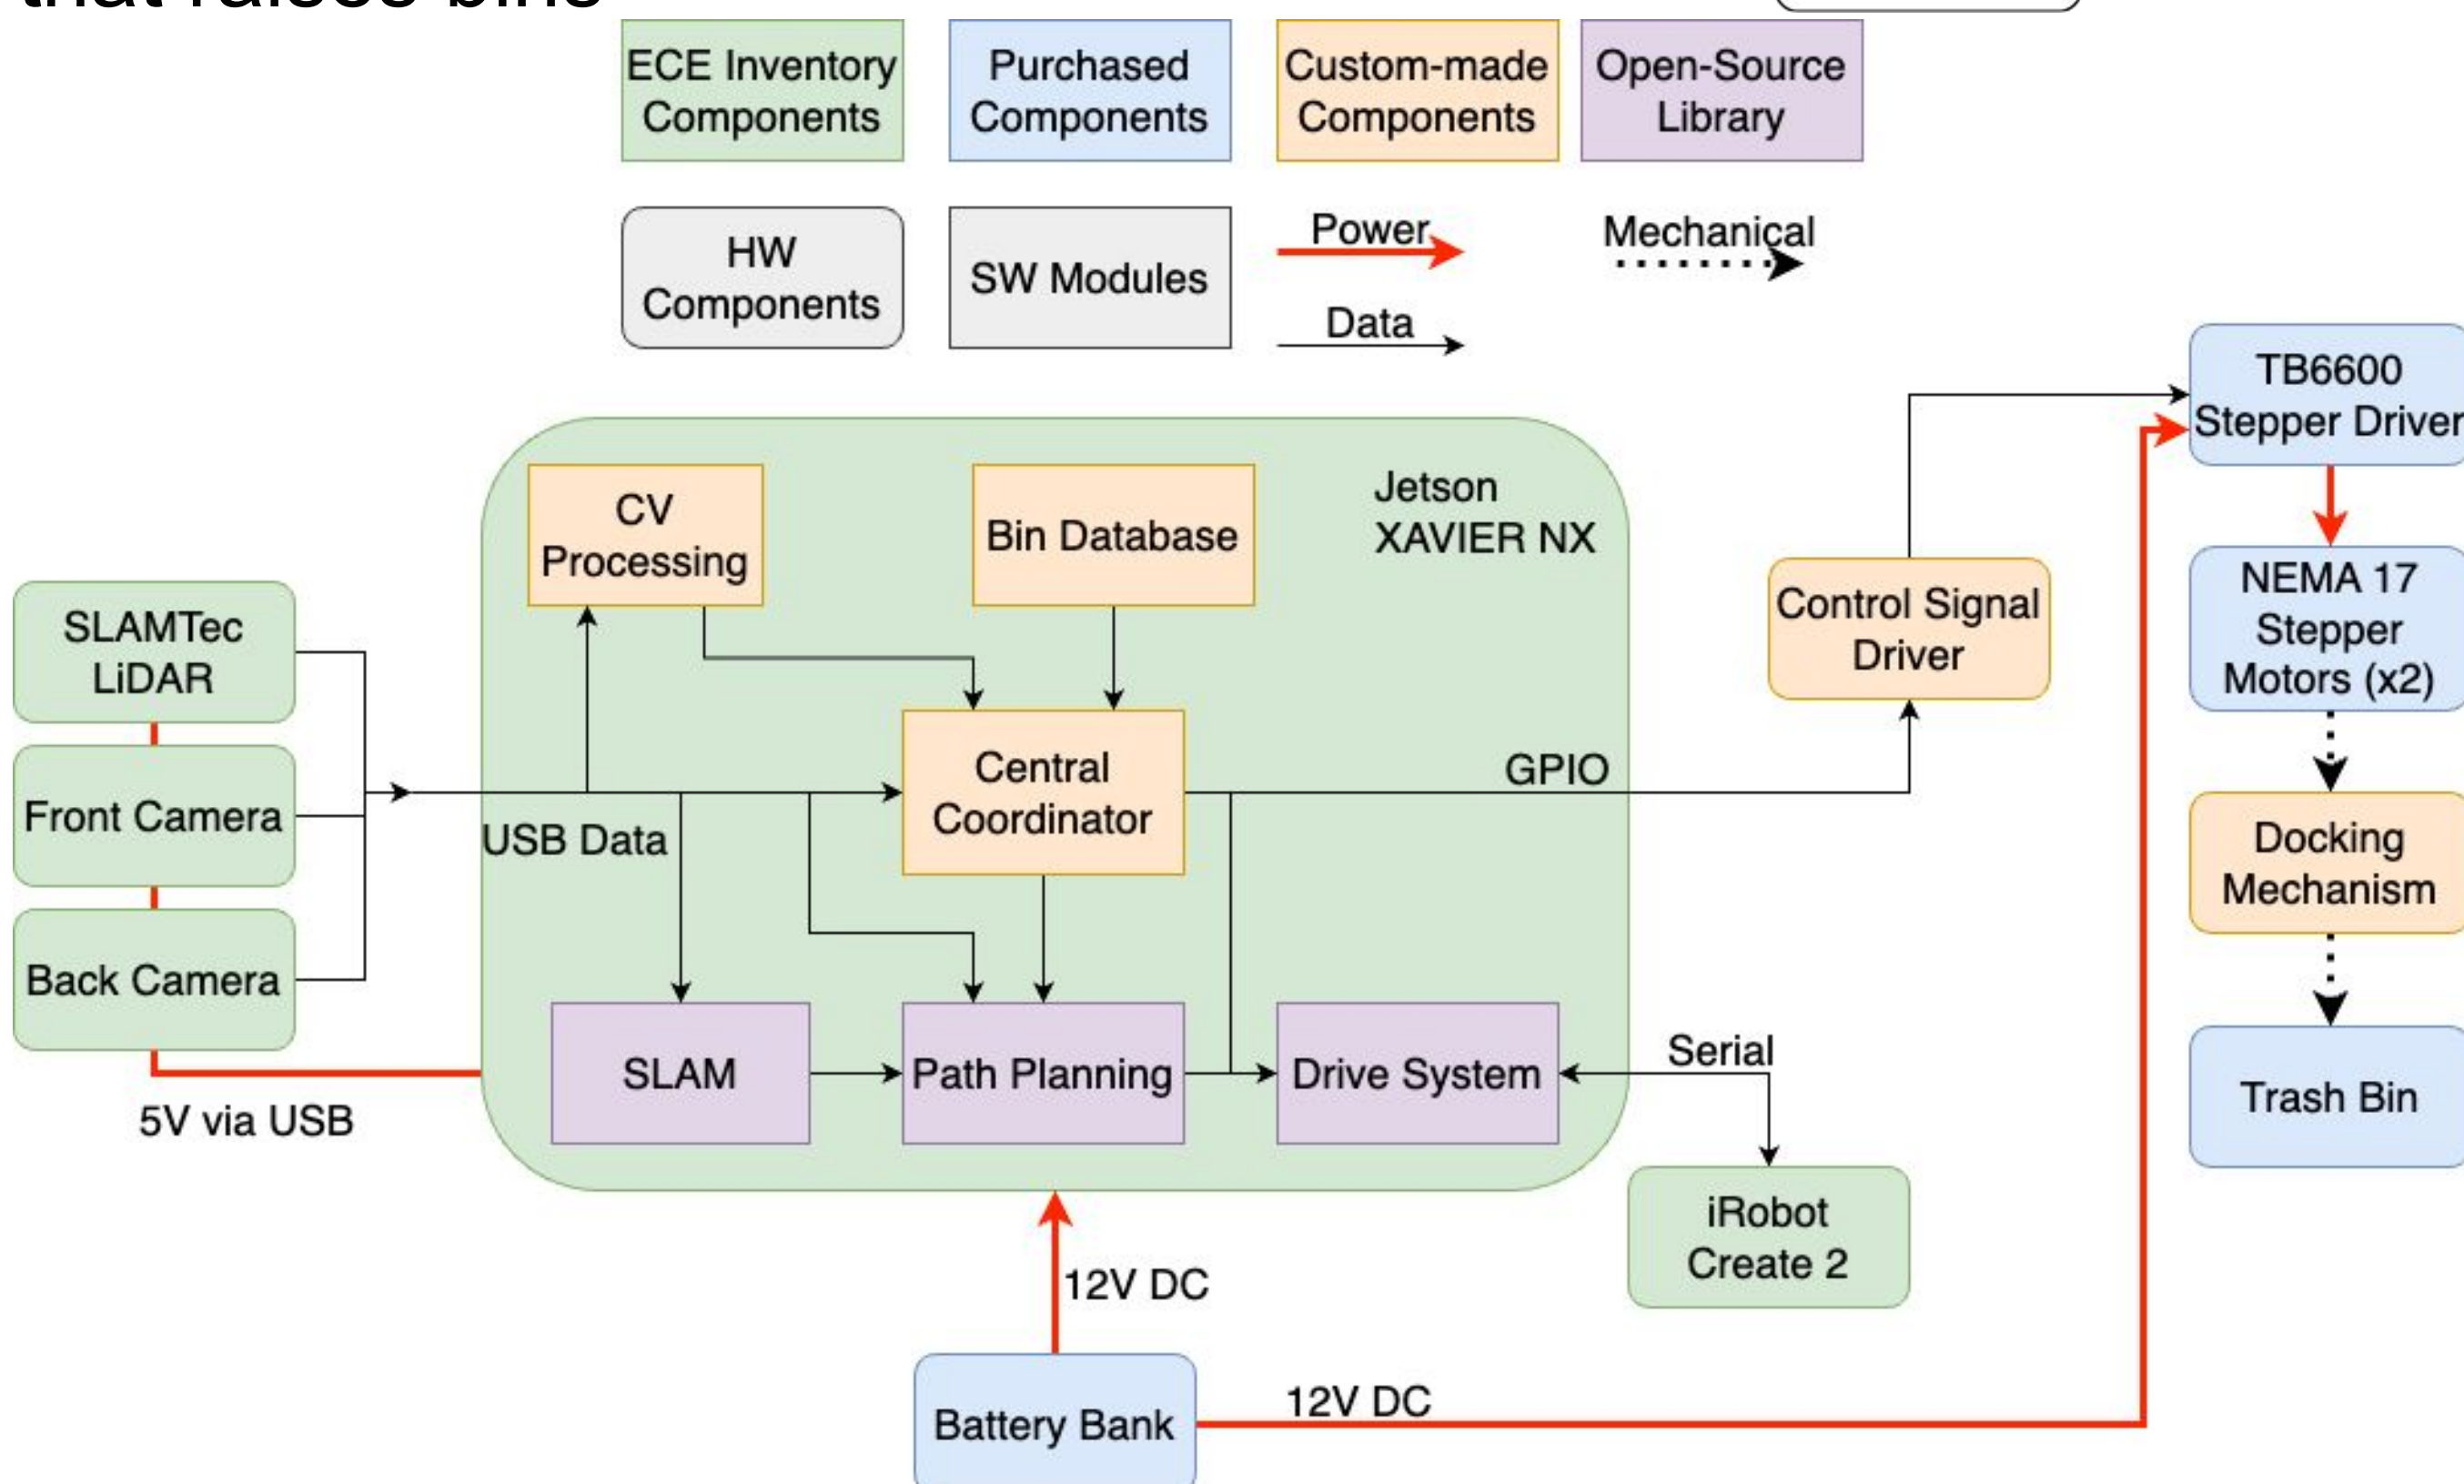 that raises bins
ECE Inventory
Components
Purchased
Components
Custom-made
Components
Open-Source
Library
HW
Components
SW Modules
Power
Mechanical
Data
TB6600
Stepper Driver
Jetson
XAVIER NX
CV
Processing
Bin Database
SLAMTec
LiDAR
Control Signal
Driver
NEMA 17
Stepper
Motors (x2)
Front Camera
USB Data
Central
Coordinator
GPIO
Docking
Mechanism
Back Camera
SLAM
Path Planning
Drive System
Serial
Trash Bin
5V via USB
iRobot
Create 2
12V DC
Battery Bank
12V DC